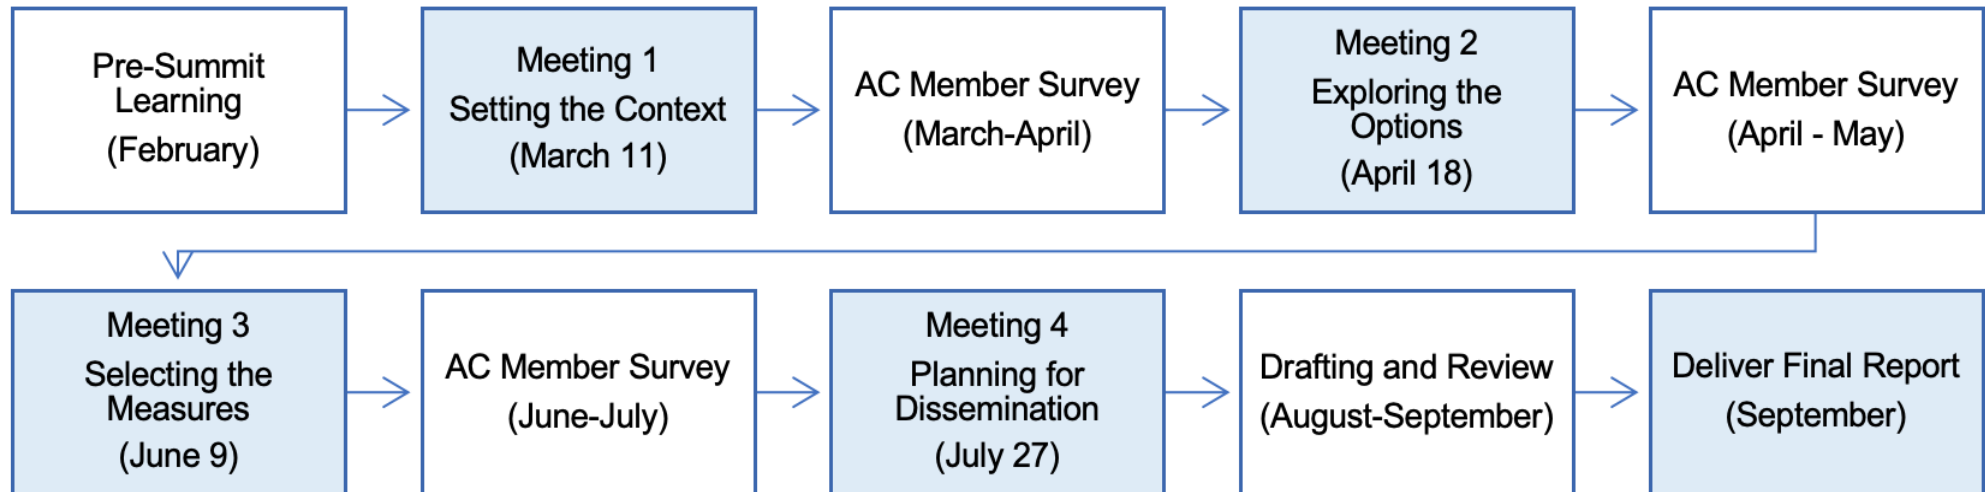 Pre-Summit
Learning
(February)
Meeting 1
Setting the Context
(March 11)
AC Member Survey
(March-April)
Meeting 2
Exploring the
Options
(April 18)
AC Member Survey
(April - May)
Meeting 3
Selecting the
Measures
(June 9)
AC Member Survey
(June-July)
Meeting 4
Planning for
Dissemination
(July 27)
Drafting and Review
(August-September)
Deliver Final Report
(September)